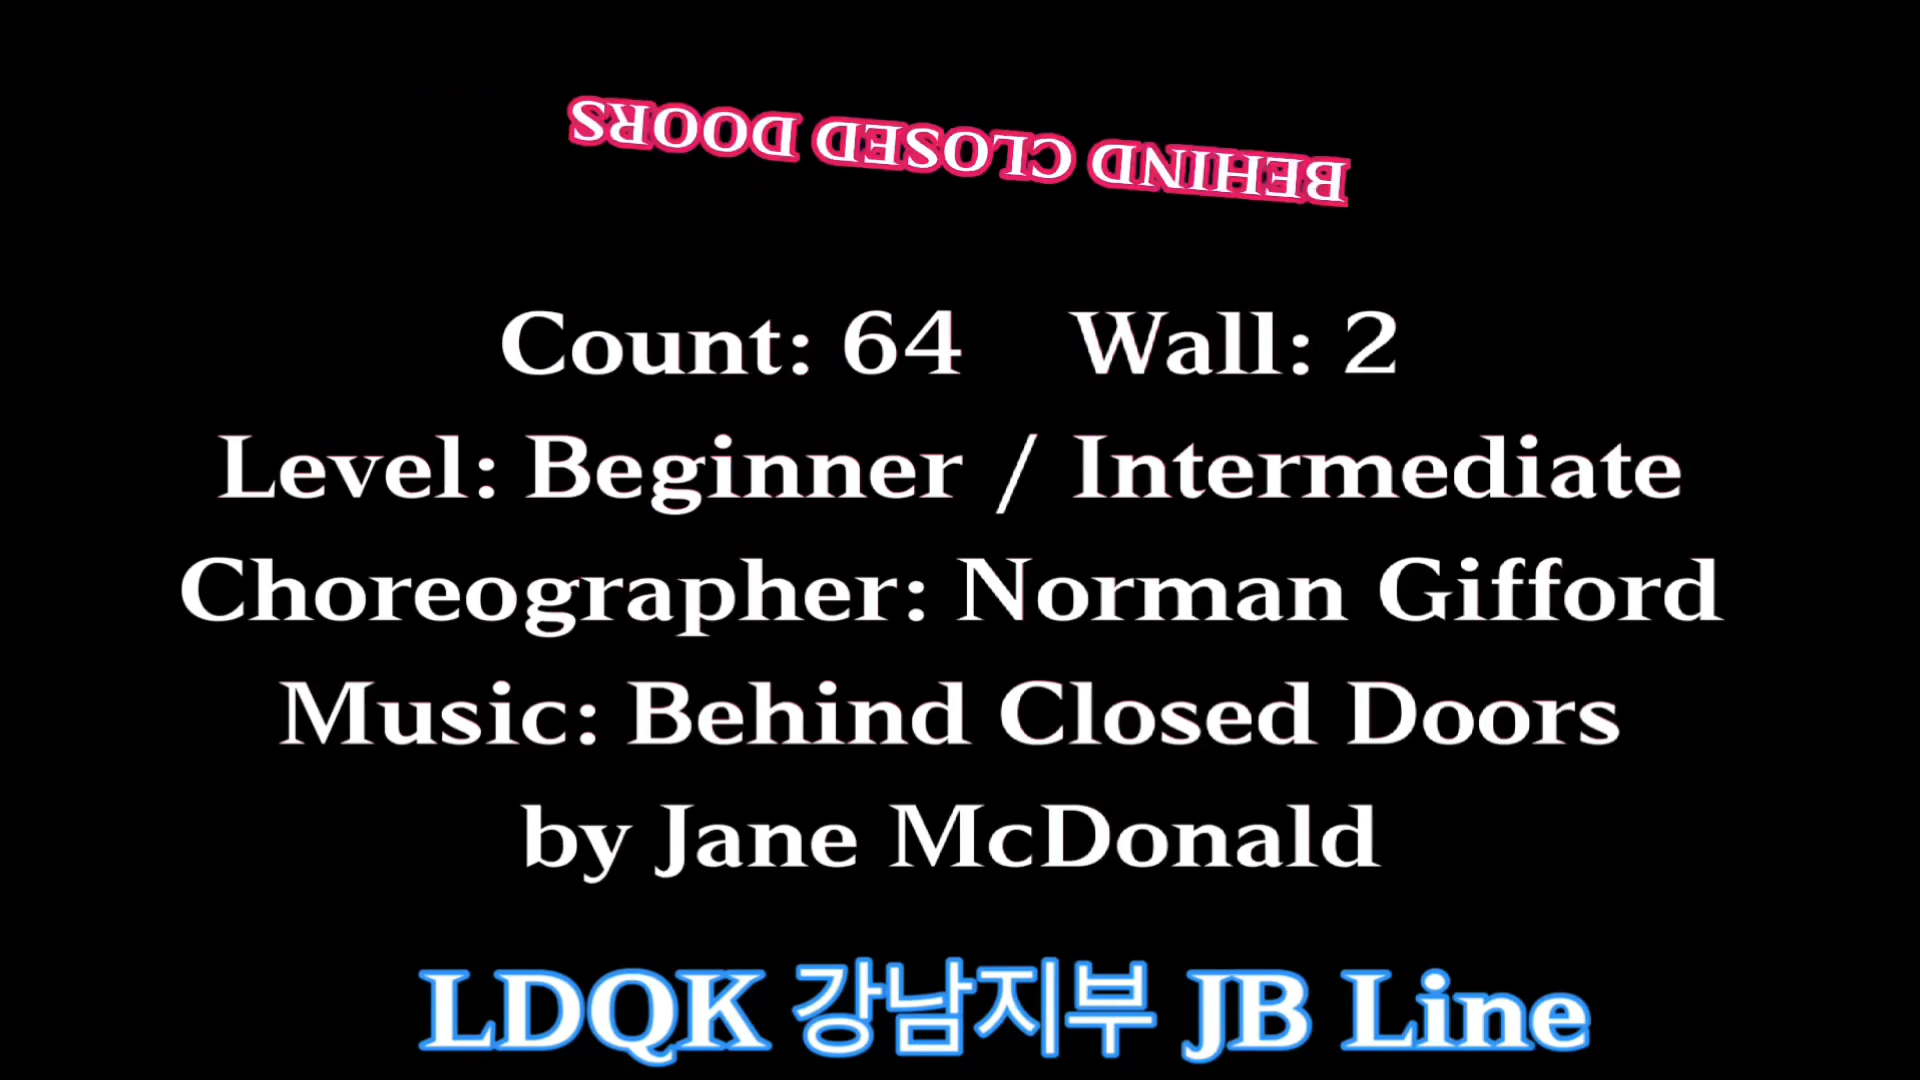 BEHIND CLOSED DOORS
Count: 64 Wall: 2
Level: Beginner / Intermediate
Choreographer: Norman Gifford
Music: Behind Closed Doors
by Jane McDonald
LDQK 강남지부 JB Line